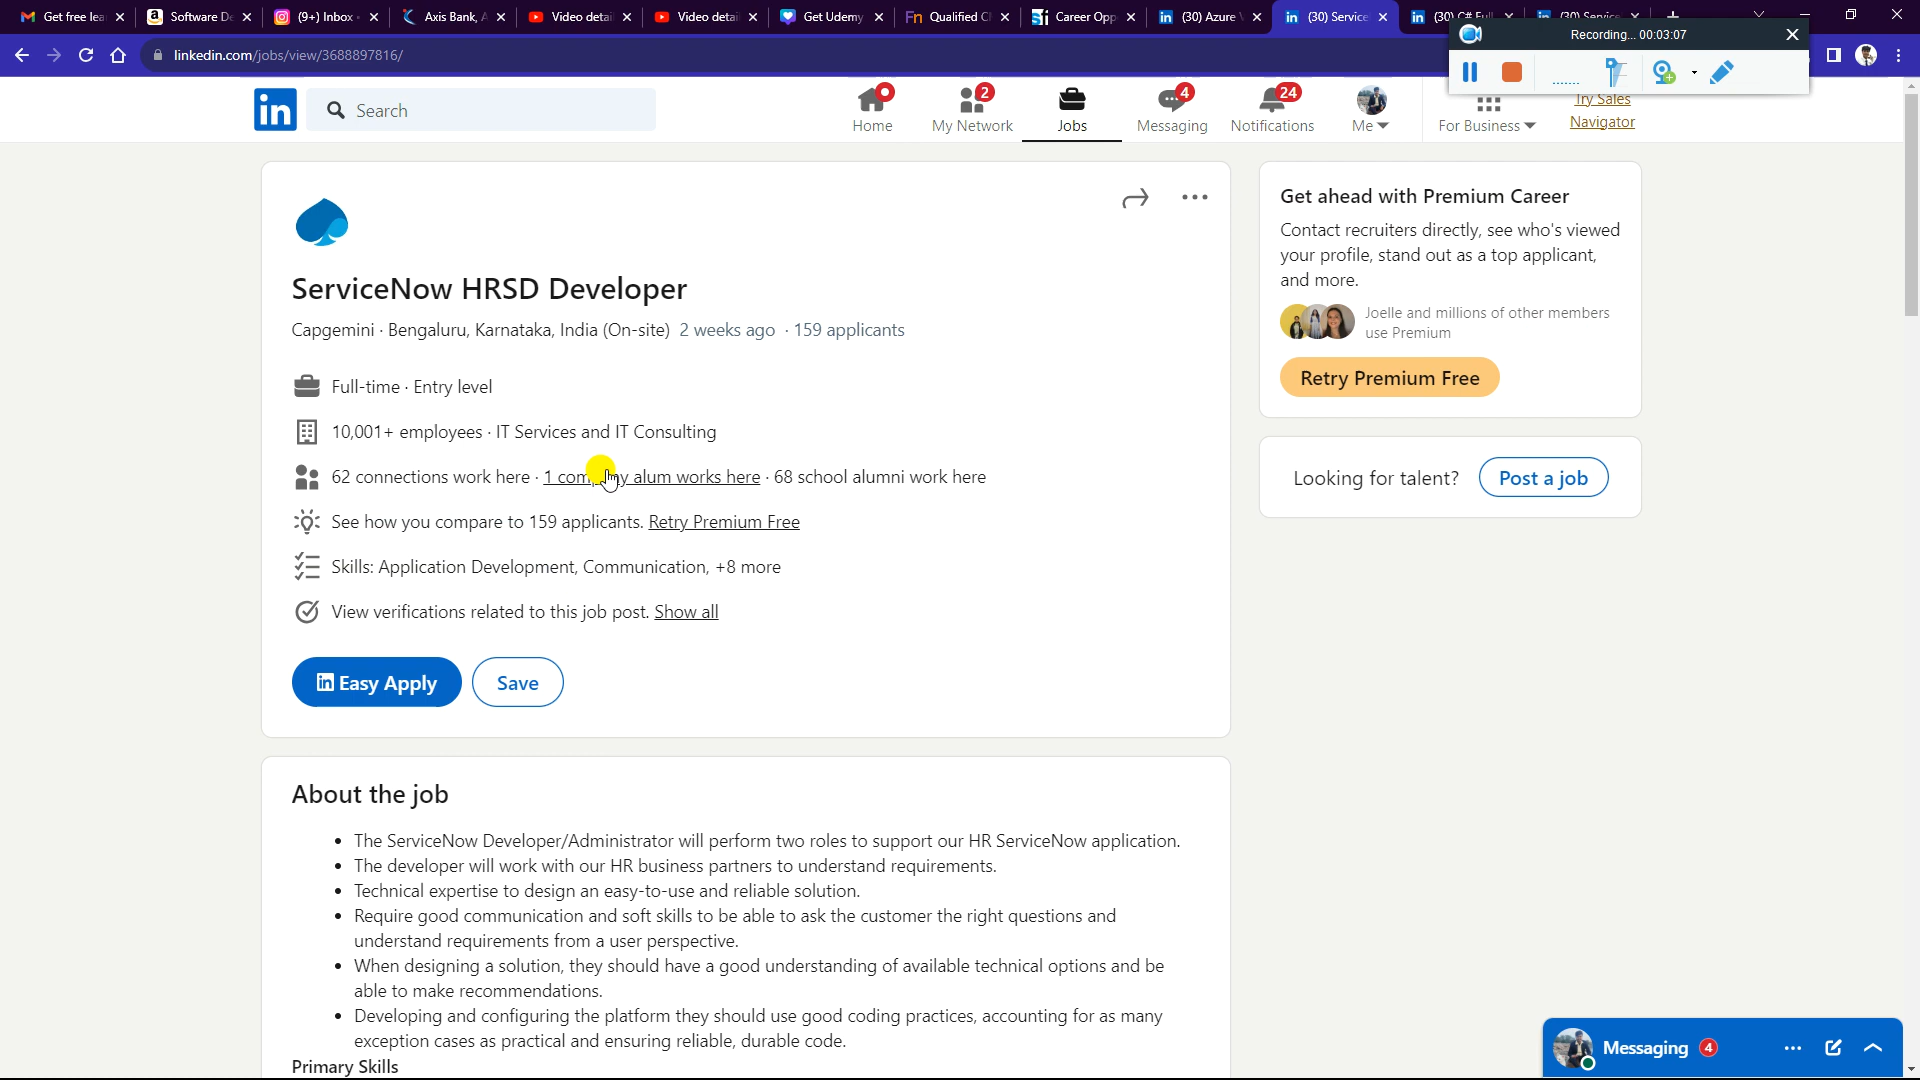 Get free lea
Software De
(9+) Inbox
Axis Bank, A
Video detai
Video detai
Get Udemy
Qualified C
Career Opp
(30) Azure
(30) Service
(30) C# Full
(30) Service
Recording... 00:03:07
linkedin.com/jobs/view/3688897816/
in
Search
Home
2
My Network
Jobs
4
Messaging
24
Notifications
Me
For Business
Try Sales
Navigator
ServiceNow HRSD Developer
Capgemini · Bengaluru, Karnataka, India (On-site) 2 weeks ago · 159 applicants
Full-time · Entry level
10,001+ employees · IT Services and IT Consulting
62 connections work here · 1 company alum works here · 68 school alumni work here
See how you compare to 159 applicants. Retry Premium Free
Skills: Application Development, Communication, +8 more
View verifications related to this job post. Show all
in Easy Apply
Save
Get ahead with Premium Career
Contact recruiters directly, see who's viewed
your profile, stand out as a top applicant,
and more.
Joelle and millions of other members
use Premium
Retry Premium Free
Looking for talent?
Post a job
About the job
• The ServiceNow Developer/Administrator will perform two roles to support our HR ServiceNow application.
• The developer will work with our HR business partners to understand requirements.
• Technical expertise to design an easy-to-use and reliable solution.
• Require good communication and soft skills to be able to ask the customer the right questions and
understand requirements from a user perspective.
• When designing a solution, they should have a good understanding of available technical options and be
able to make recommendations.
• Developing and configuring the platform they should use good coding practices, accounting for as many
exception cases as practical and ensuring reliable, durable code.
Primary Skills
Messaging 4